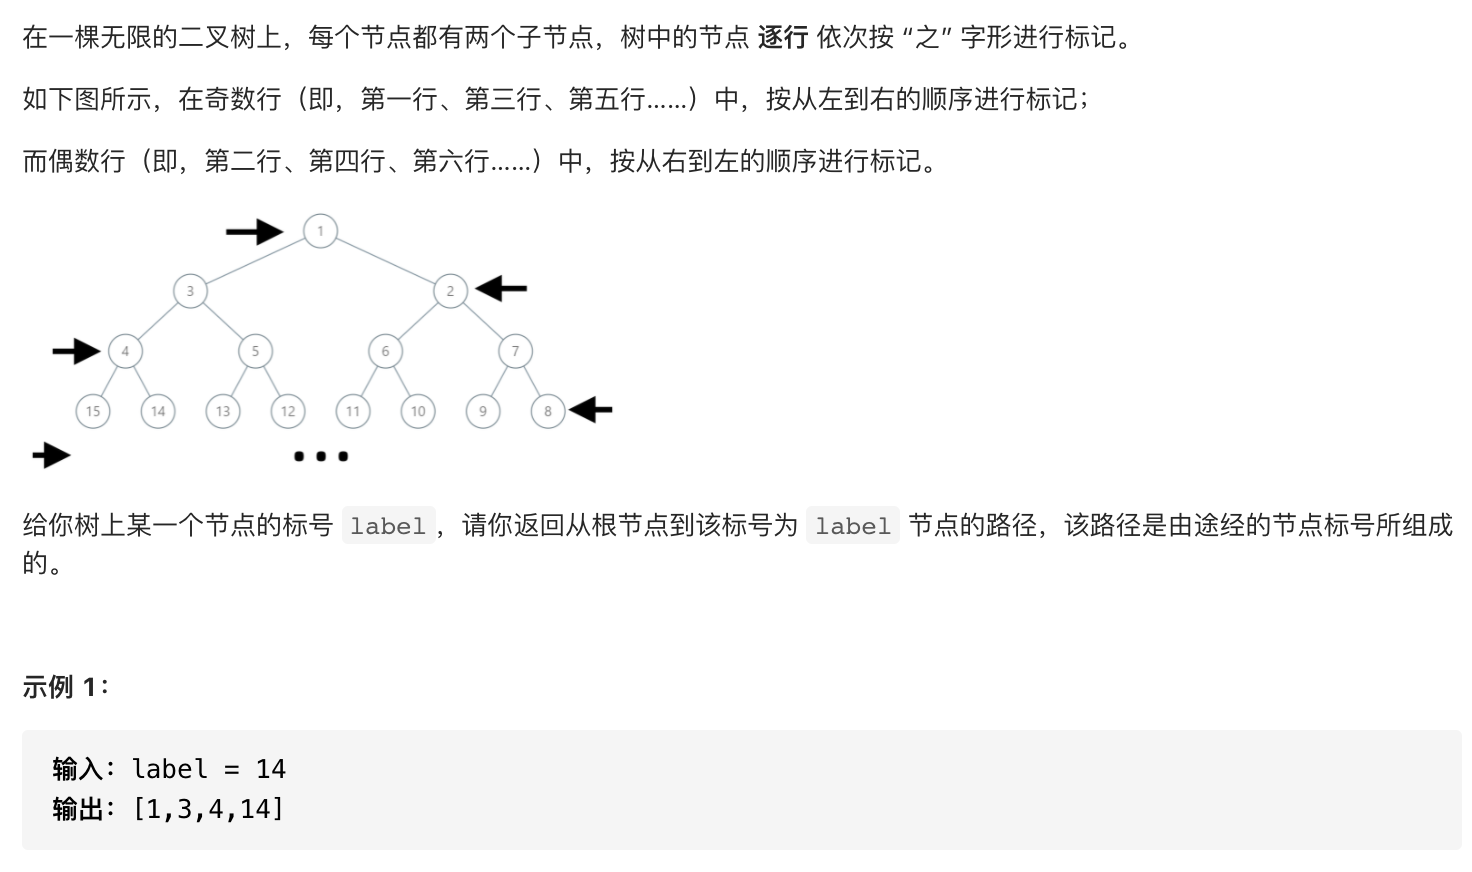 在一棵无限的二叉树上，每个节点都有两个子节点，树中的节点 逐行 依次按 “之” 字形进行标记。
如下图所示，在奇数行（即，第一行、第三行、第五行……）中，按从左到右的顺序进行标记；
而偶数行（即，第二行、第四行、第六行……）中，按从右到左的顺序进行标记。
1
3 2
4 5 6 7
15 14 13 12 11 10 9 8
给你树上某一个节点的标号 label，请你返回从根节点到该标号为 label 节点的路径，该路径是由途经的节点标号所组成
的。
示例 1：
输入：label = 14
输出：[1,3,4,14]